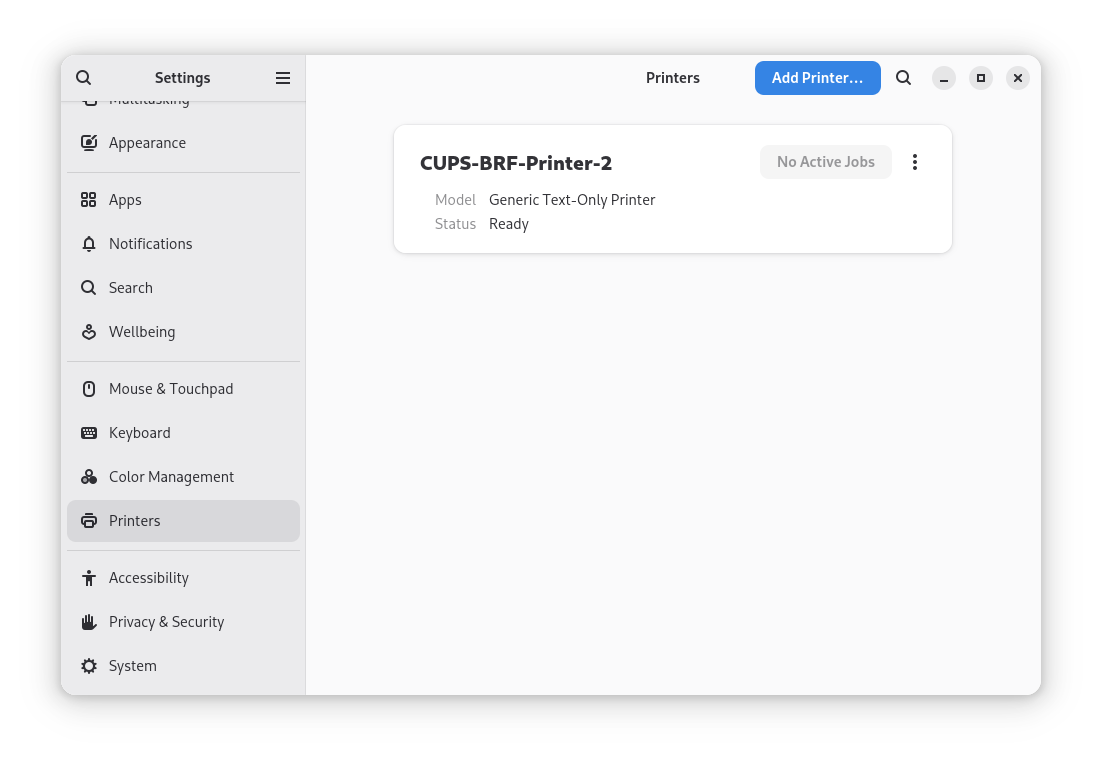 Settings
Multitasking
Appearance
Apps
Notifications
Search
Wellbeing
Mouse & Touchpad
Keyboard
Color Management
Printers
Accessibility
Privacy & Security
System
Printers
Add Printer…
CUPS-BRF-Printer-2
No Active Jobs
Model Generic Text-Only Printer
Status Ready